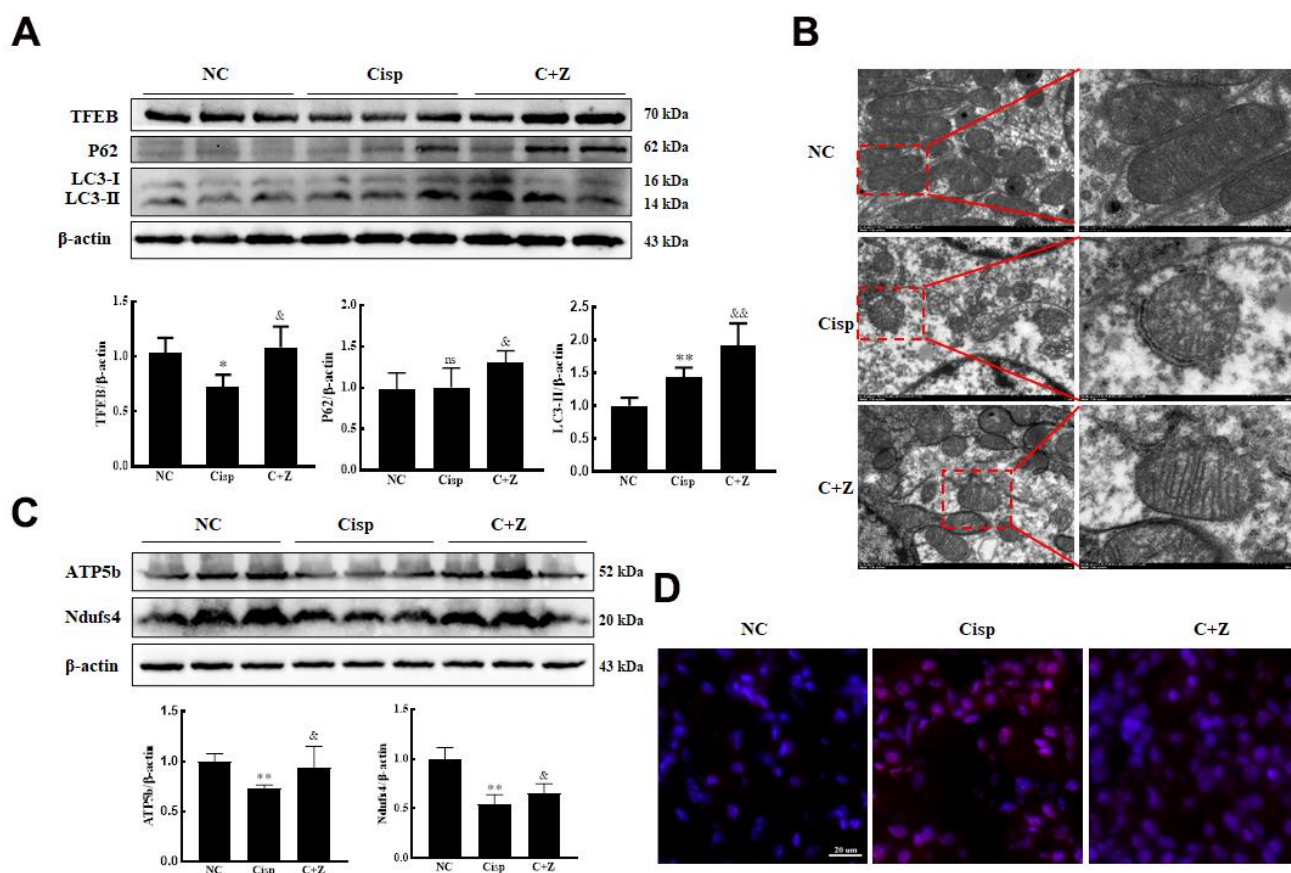 A
NC Cisp C+Z
TFEB 70 kDa
P62 62 kDa
LC3-I 16 kDa
LC3-II 14 kDa
β-actin 43 kDa
TFEB/β-actin
1.5
1.0
0.5
0.0
*
&
NC Cisp C+Z
P62/β-actin
2.0
1.5
1.0
0.5
0.0
ns
&
NC Cisp C+Z
LC3-II/β-actin
2.5
2.0
1.5
1.0
0.5
0.0
**
&&
NC Cisp C+Z
B
NC
Cisp
C+Z
C
NC Cisp C+Z
ATP5b 52 kDa
Ndufs4 20 kDa
β-actin 43 kDa
ATP5b/β-actin
1.5
1.0
0.5
0.0
**
&
NC Cisp C+Z
Ndufs4/β-actin
1.5
1.0
0.5
0.0
**
&
NC Cisp C+Z
D
NC Cisp C+Z
20 um